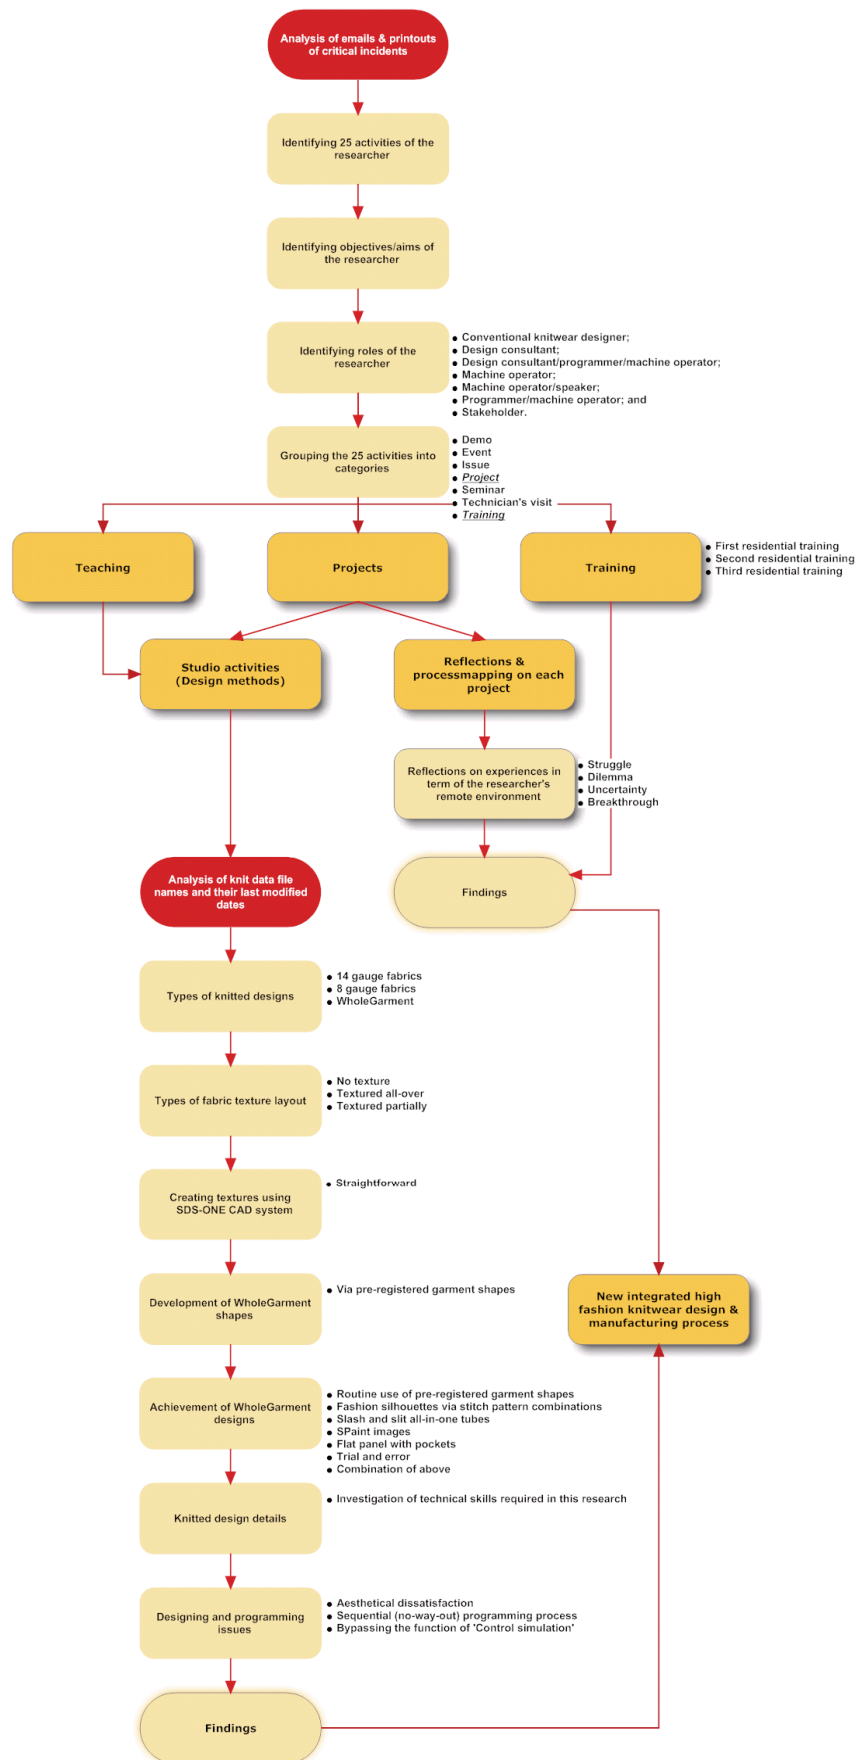 Analysis of emails & printouts
of critical incidents
Identifying 25 activities of the
researcher
Identifying objectives/aims of
the researcher
Identifying roles of the
researcher
• Conventional knitwear designer;
• Design consultant;
• Design consultant/programmer/machine operator;
• Machine operator;
• Machine operator/speaker;
• Programmer/machine operator; and
• Stakeholder.
Grouping the 25 activities into
categories
• Demo
• Event
• Issue
• Project
• Seminar
• Technician's visit
• Training
Teaching
Projects
Training
• First residential training
• Second residential training
• Third residential training
Studio activities
(Design methods)
Reflections &
processmapping on each
project
Reflections on experiences in
term of the researcher's
remote environment
• Struggle
• Dilemma
• Uncertainty
• Breakthrough
Analysis of knit data file
names and their last modified
dates
Findings
Types of knitted designs
• 14 gauge fabrics
• 8 gauge fabrics
• WholeGarment
Types of fabric texture layout
• No texture
• Textured all-over
• Textured partially
Creating textures using
SDS-ONE CAD system
• Straightforward
Development of WholeGarment
shapes
• Via pre-registered garment shapes
New integrated high
fashion knitwear design &
manufacturing process
Achievement of WholeGarment
designs
• Routine use of pre-registered garment shapes
• Fashion silhouettes via stitch pattern combinations
• Slash and slit all-in-one tubes
• SPaint images
• Flat panel with pockets
• Trial and error
• Combination of above
Knitted design details
• Investigation of technical skills required in this research
Designing and programming
issues
• Aesthetical dissatisfaction
• Sequential (no-way-out) programming process
• Bypassing the function of 'Control simulation'
Findings